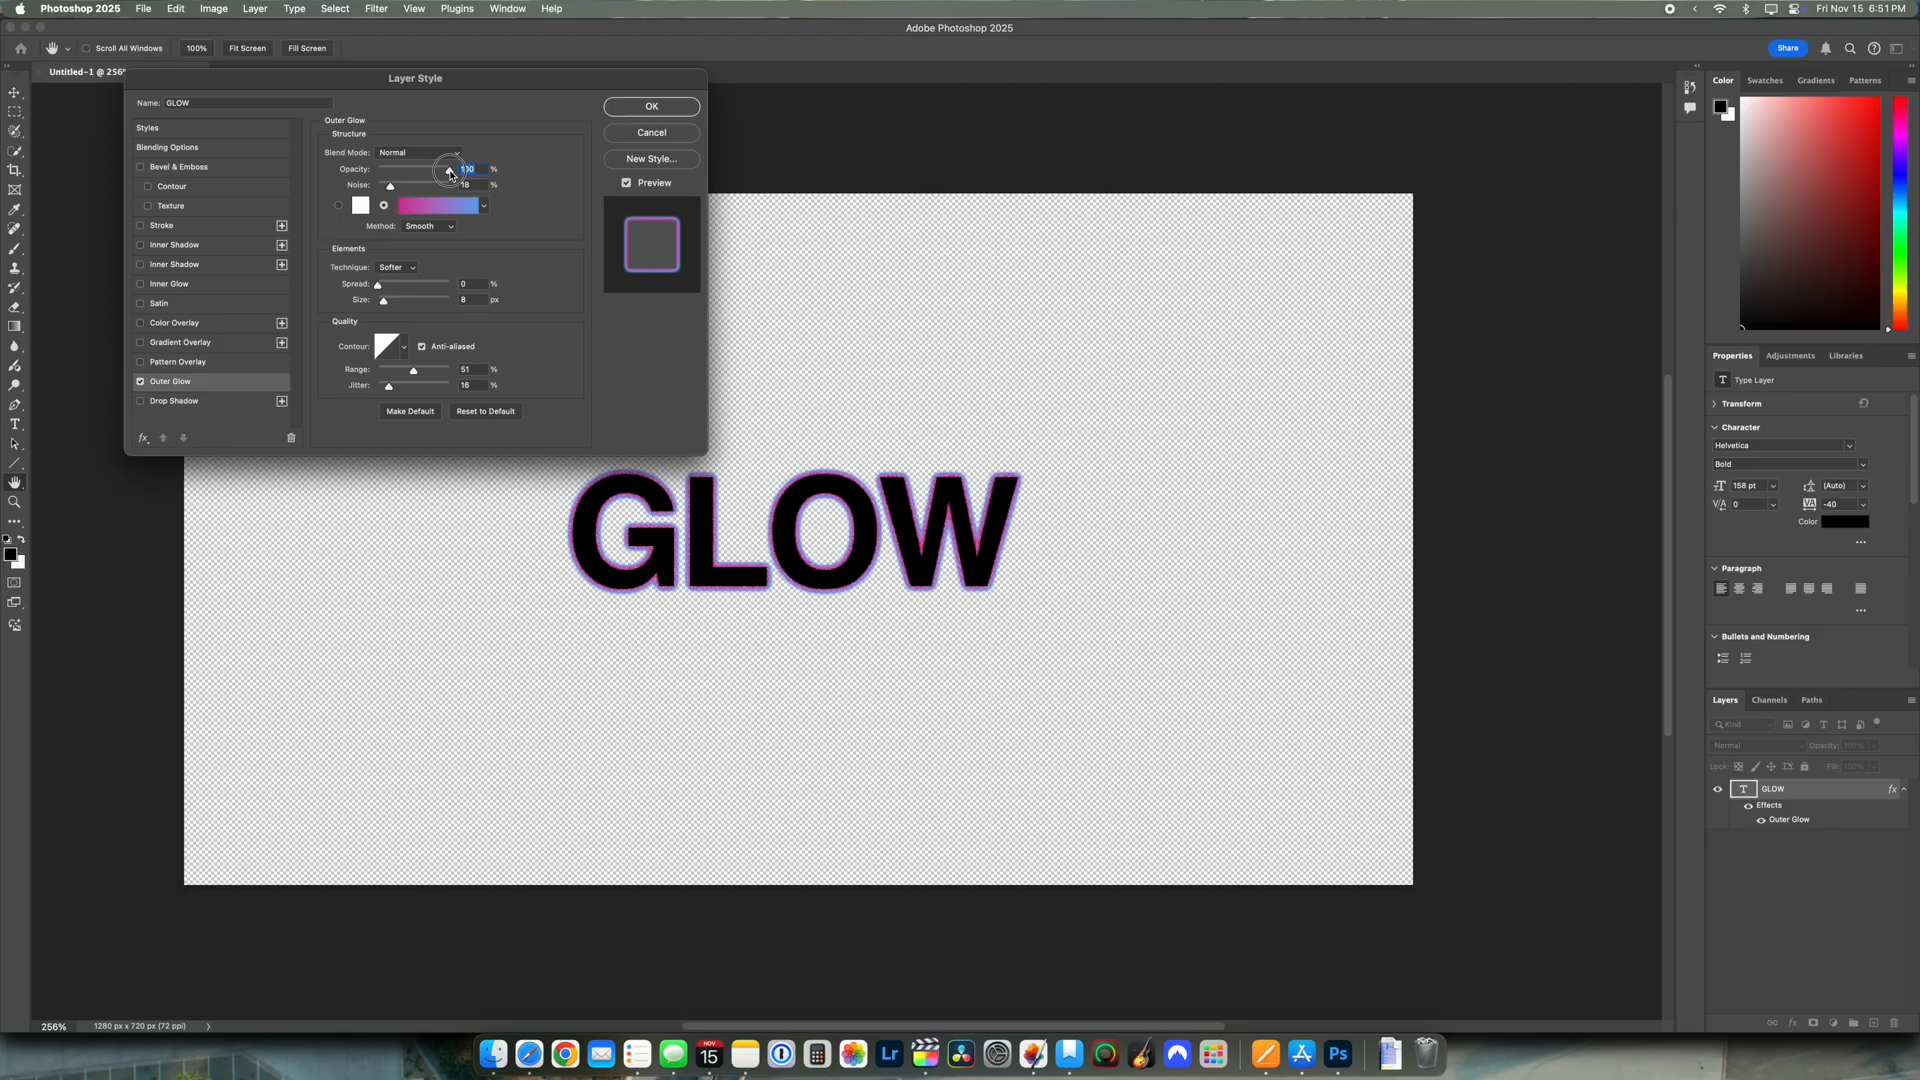 Photoshop 2025 File Edit Image Layer Type Select Filter View Plugins Window Help Fri Nov 15 6:51 PM
Adobe Photoshop 2025
Scroll All Windows 100% Fit Screen Fill Screen Share
Untitled-1 @ 256%
Layer Style
Name: GLOW
Styles
Blending Options
Bevel & Emboss
Contour
Texture
Stroke
Inner Shadow
Inner Shadow
Inner Glow
Satin
Color Overlay
Gradient Overlay
Pattern Overlay
Outer Glow
Drop Shadow
fx
Outer Glow
Structure
Blend Mode: Normal
Opacity: 100 %
Noise: 18 %
Method: Smooth
Elements
Technique: Softer
Spread: 0 %
Size: 8 px
Quality
Contour: Anti-aliased
Range: 51 %
Jitter: 16 %
Make Default Reset to Default
OK
Cancel
New Style...
Preview
GLOW
Color Swatches Gradients Patterns
Properties Adjustments Libraries
T Type Layer
Transform
Character
Helvetica
Bold
158 pt (Auto)
0 -40
Color
Paragraph
Bullets and Numbering
Layers Channels Paths
Kind
Normal Opacity: 100%
Lock: Fill: 100%
T GLOW fx
Effects
Outer Glow
fx
256% 1280 px x 720 px (72 ppi)
NOV
15
Lr
Ps